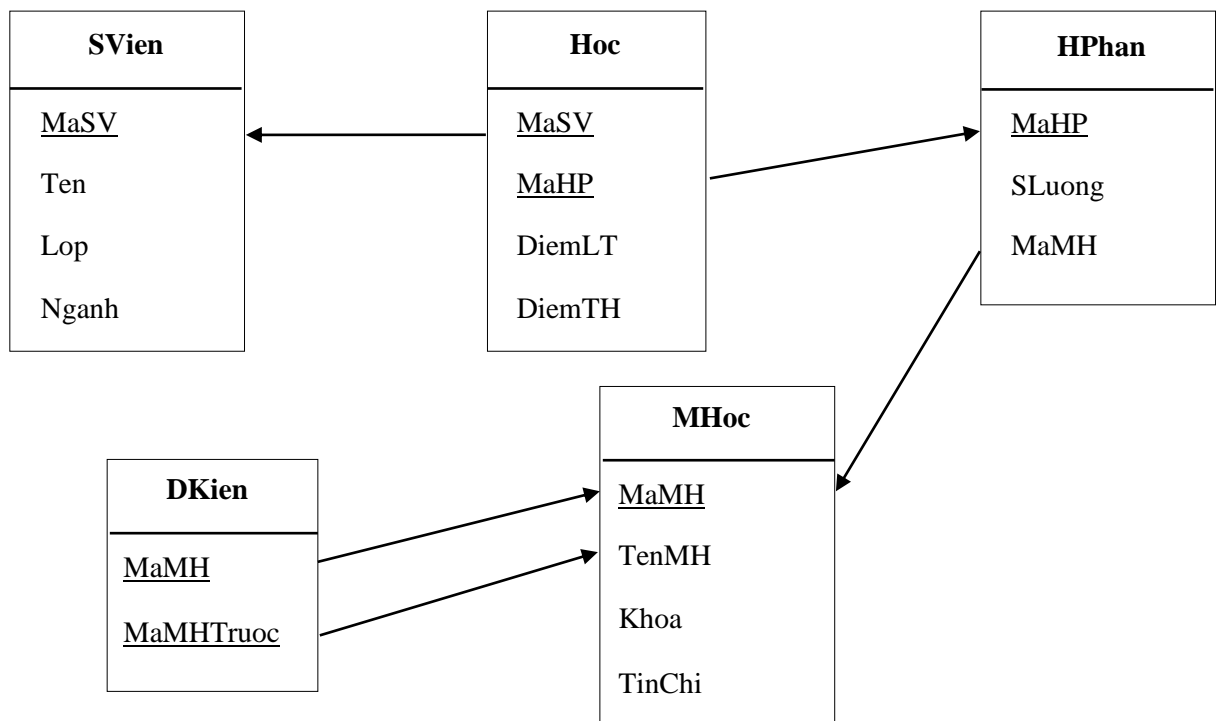 SVien
MaSV
Ten
Lop
Nganh
Hoc
MaSV
MaHP
DiemLT
DiemTH
HPhan
MaHP
SLuong
MaMH
DKien
MaMH
MaMHTruoc
MHoc
MaMH
TenMH
Khoa
TinChi